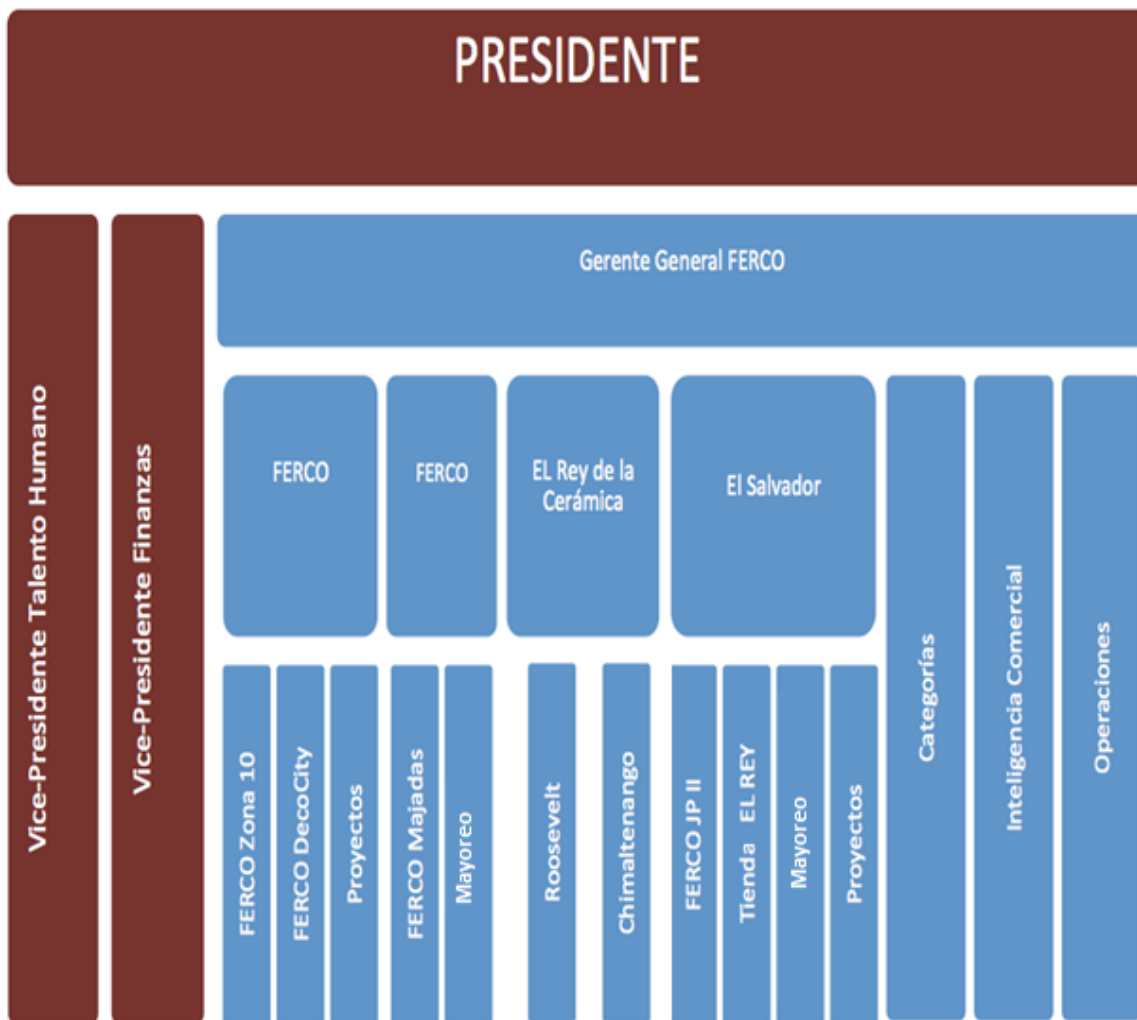 PRESIDENTE
Vice-Presidente Talento Humano
Vice-Presidente Finanzas
Gerente General FERCO
FERCO
FERCO
EL Rey de la
Cerámica
El Salvador
Categorías
Inteligencia Comercial
Operaciones
FERCO Zona 10
FERCO DecoCity
Proyectos
FERCO Majadas
Mayoreo
Roosevelt
Chimaltenango
FERCO JP II
Tienda EL REY
Mayoreo
Proyectos